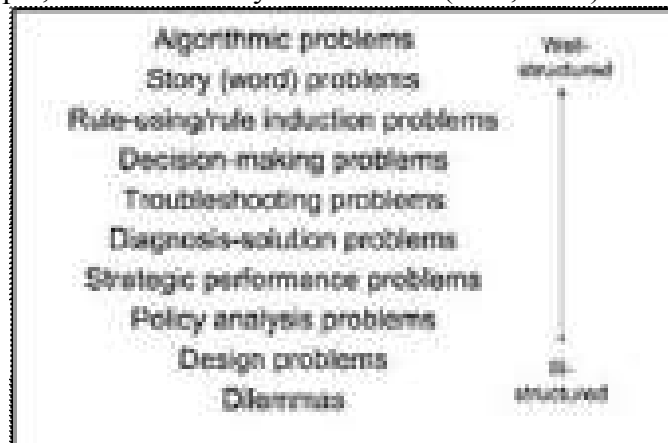 Algorithmic problems
Story (word) problems
Rule-using/rule induction problems
Decision-making problems
Troubleshooting problems
Diagnosis-solution problems
Strategic performance problems
Policy analysis problems
Design problems
Dilemmas
Well-
structured
Ill-
structured